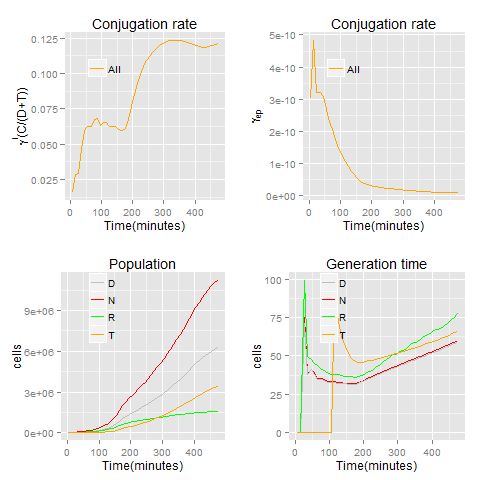 Conjugation rate
Conjugation rate
γᴵ(C/(D+T))
0.125
0.100
0.075
0.050
0.025
All
0 100 200 300 400
Time(minutes)
γep
5e-10
4e-10
3e-10
2e-10
1e-10
0e+00
All
0 100 200 300 400
Time(minutes)
Population
Generation time
cells
9e+06
6e+06
3e+06
0e+00
D
N
R
T
0 100 200 300 400
Time(minutes)
cells
100
75
50
25
0
D
N
R
T
0 100 200 300 400
Time(minutes)